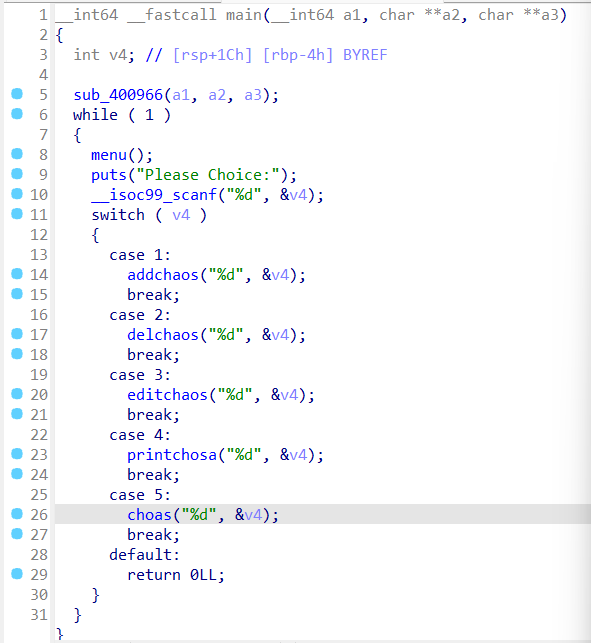 1 __int64 __fastcall main(__int64 a1, char **a2, char **a3)
2 {
3   int v4; // [rsp+1Ch] [rbp-4h] BYREF
4
5   sub_400966(a1, a2, a3);
6   while ( 1 )
7   {
8     menu();
9     puts("Please Choice:");
10     __isoc99_scanf("%d", &v4);
11     switch ( v4 )
12     {
13       case 1:
14         addchaos("%d", &v4);
15         break;
16       case 2:
17         delchaos("%d", &v4);
18         break;
19       case 3:
20         editchaos("%d", &v4);
21         break;
22       case 4:
23         printchosa("%d", &v4);
24         break;
25       case 5:
26         choas("%d", &v4);
27         break;
28       default:
29         return 0LL;
30     }
31   }
}